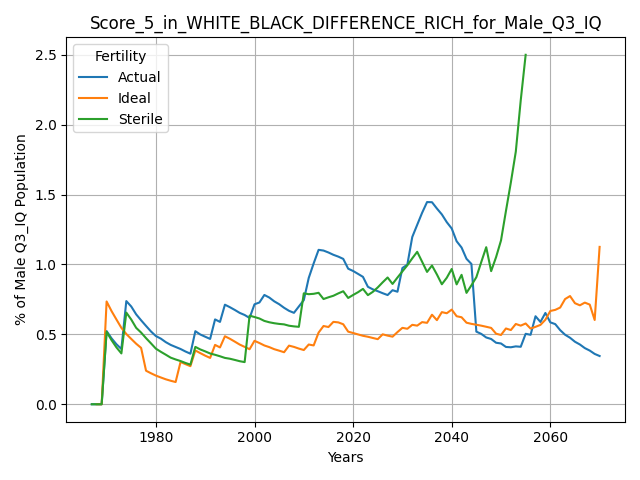 Score_5_in_WHITE_BLACK_DIFFERENCE_RICH_for_Male_Q3_IQ
Fertility
Actual
Ideal
Sterile
% of Male Q3_IQ Population
2.5
2.0
1.5
1.0
0.5
0.0
1980 2000 2020 2040 2060
Years